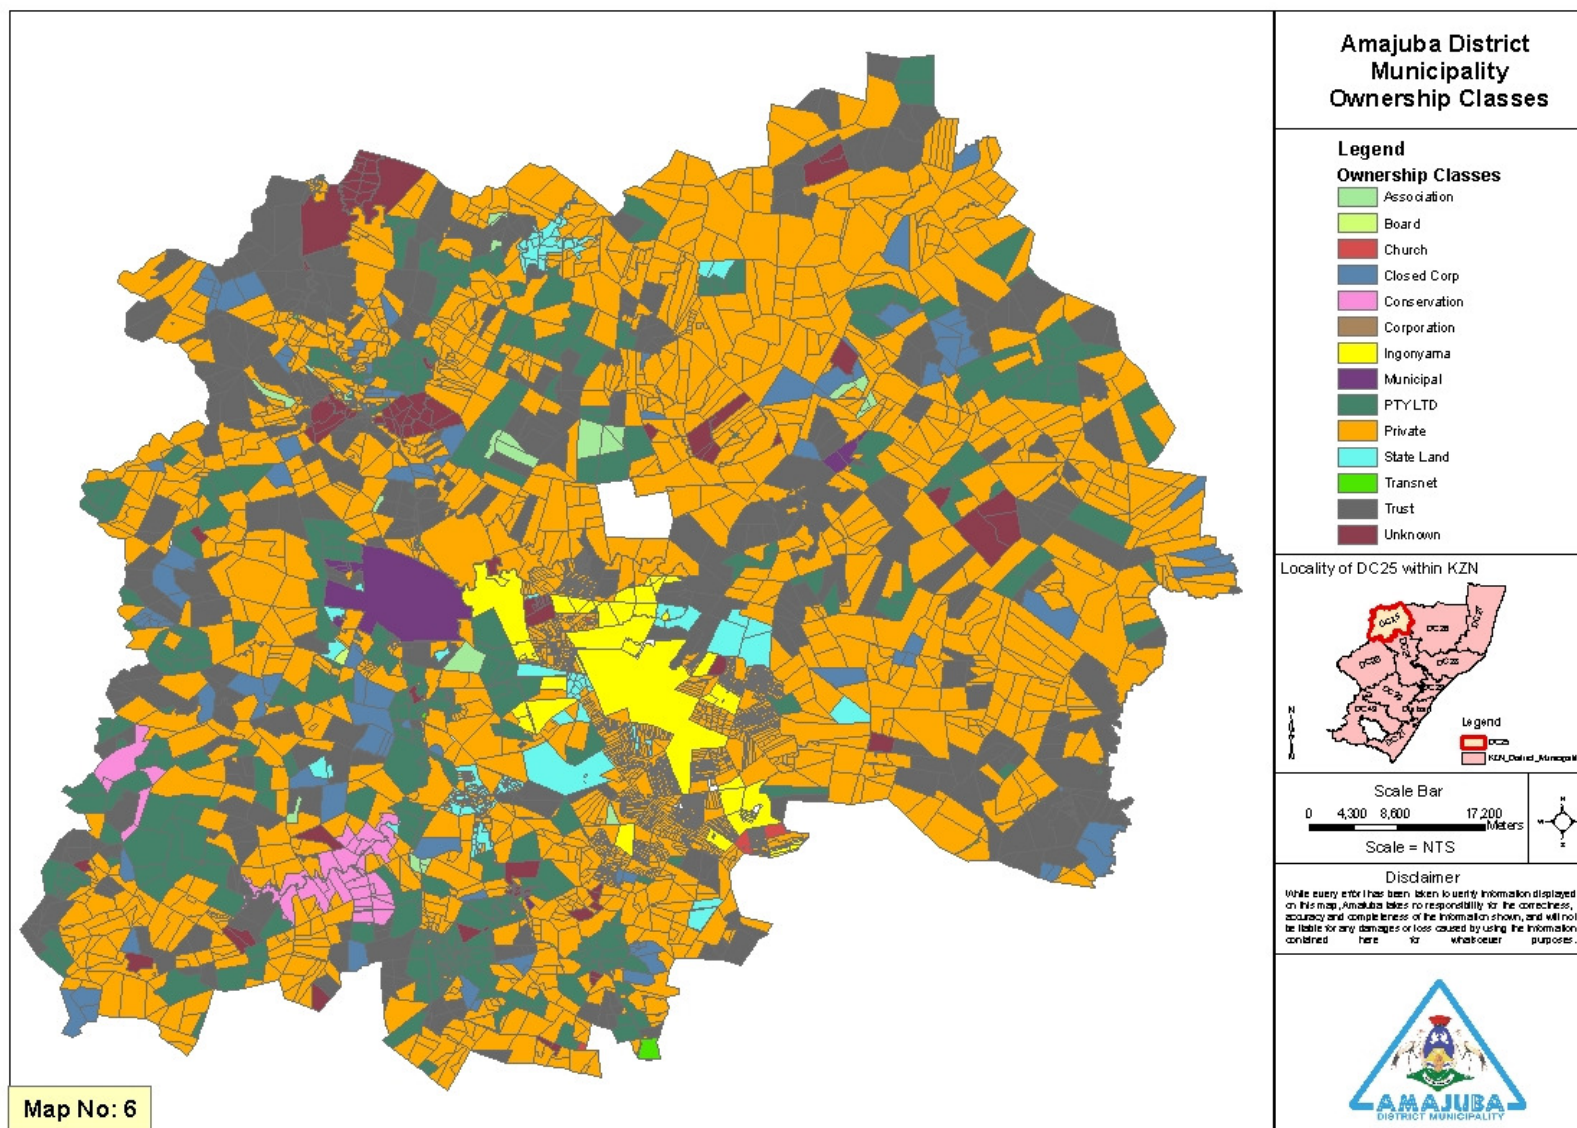 Amajuba District
Municipality
Ownership Classes
Legend
Ownership Classes
Association
Board
Church
Closed Corp
Conservation
Corporation
Ingonyama
Municipal
PTY LTD
Private
State Land
Transnet
Trust
Unknown
Locality of DC25 within KZN
DC25
DC26
DC27
Legend
DC25
Scale Bar
0 4,300 8,600 17,200
Meters
Scale = NTS
Disclaimer
While every effort has been taken to verify information displayed
on this map, Amajuba takes no responsibility for the correctness,
accuracy and completeness of the information shown, and will not
be liable for any damages or loss caused by using the information
contained here for whatsoever purposes.
AMAJUBA
DISTRICT MUNICIPALITY
Map No: 6